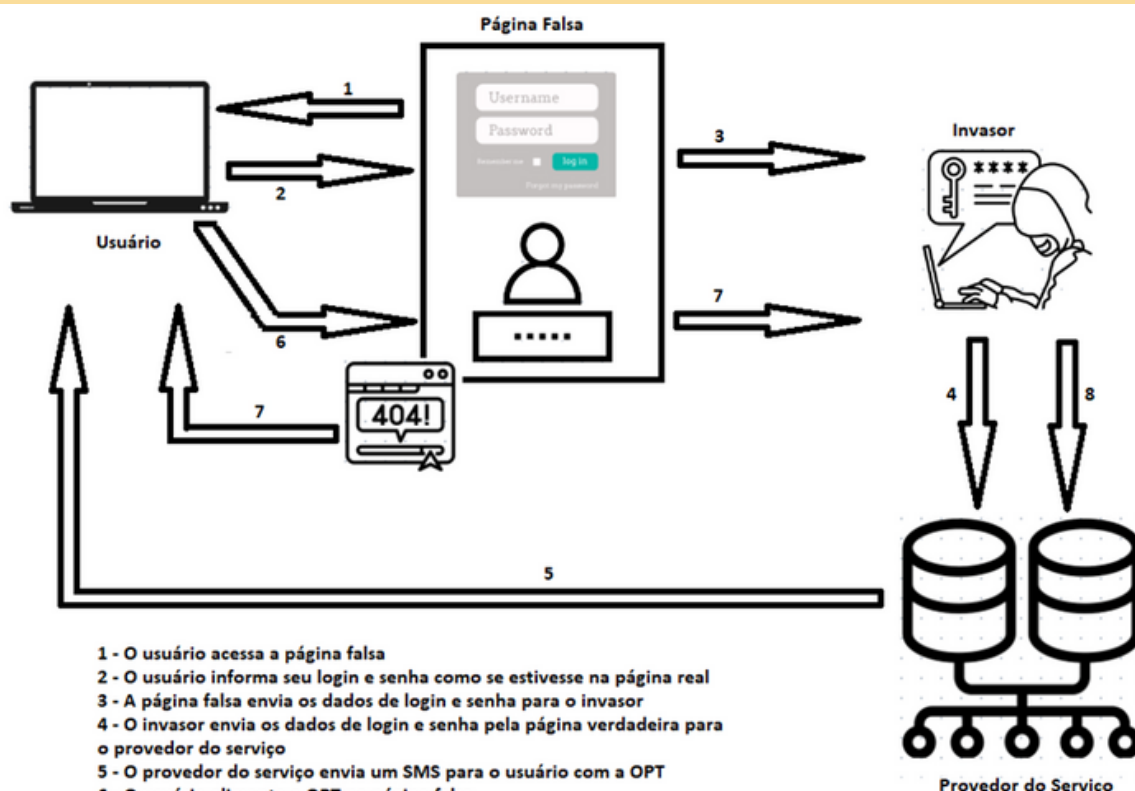 Página Falsa
1
Username
Password
Remember me
log in
Forgot my password
2
3
Invasor
****
Usuário
6
7
7
404!
4
8
5
1 - O usuário acessa a página falsa
2 - O usuário informa seu login e senha como se estivesse na página real
3 - A página falsa envia os dados de login e senha para o invasor
4 - O invasor envia os dados de login e senha pela página verdadeira para
o provedor do serviço
5 - O provedor do serviço envia um SMS para o usuário com a OPT
Provedor do Serviço